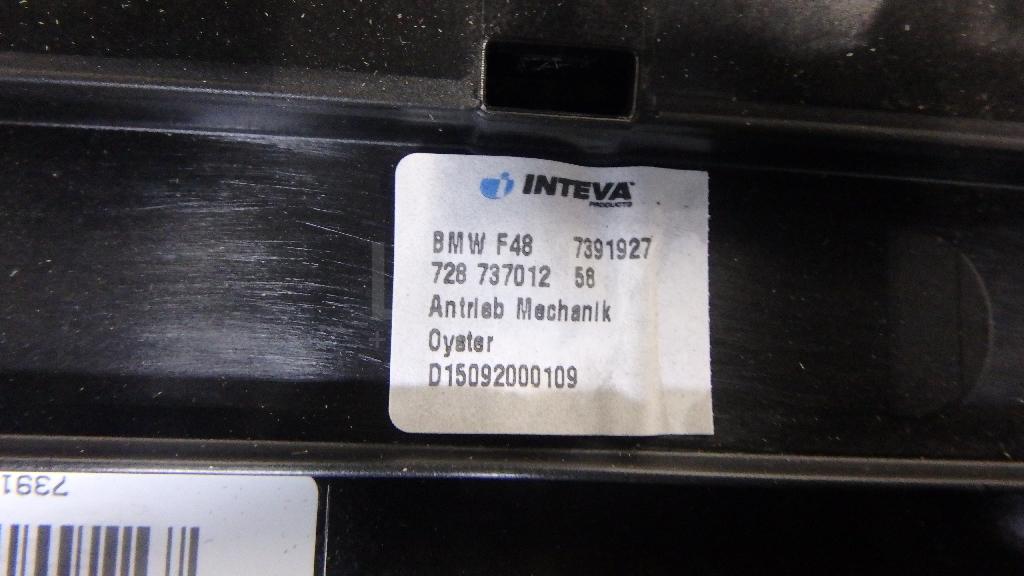 INTEVA
PRODUCTS
BMW F48 7391927
728 737012 58
Antrieb Mechanik
Oyster
D15092000109
7391